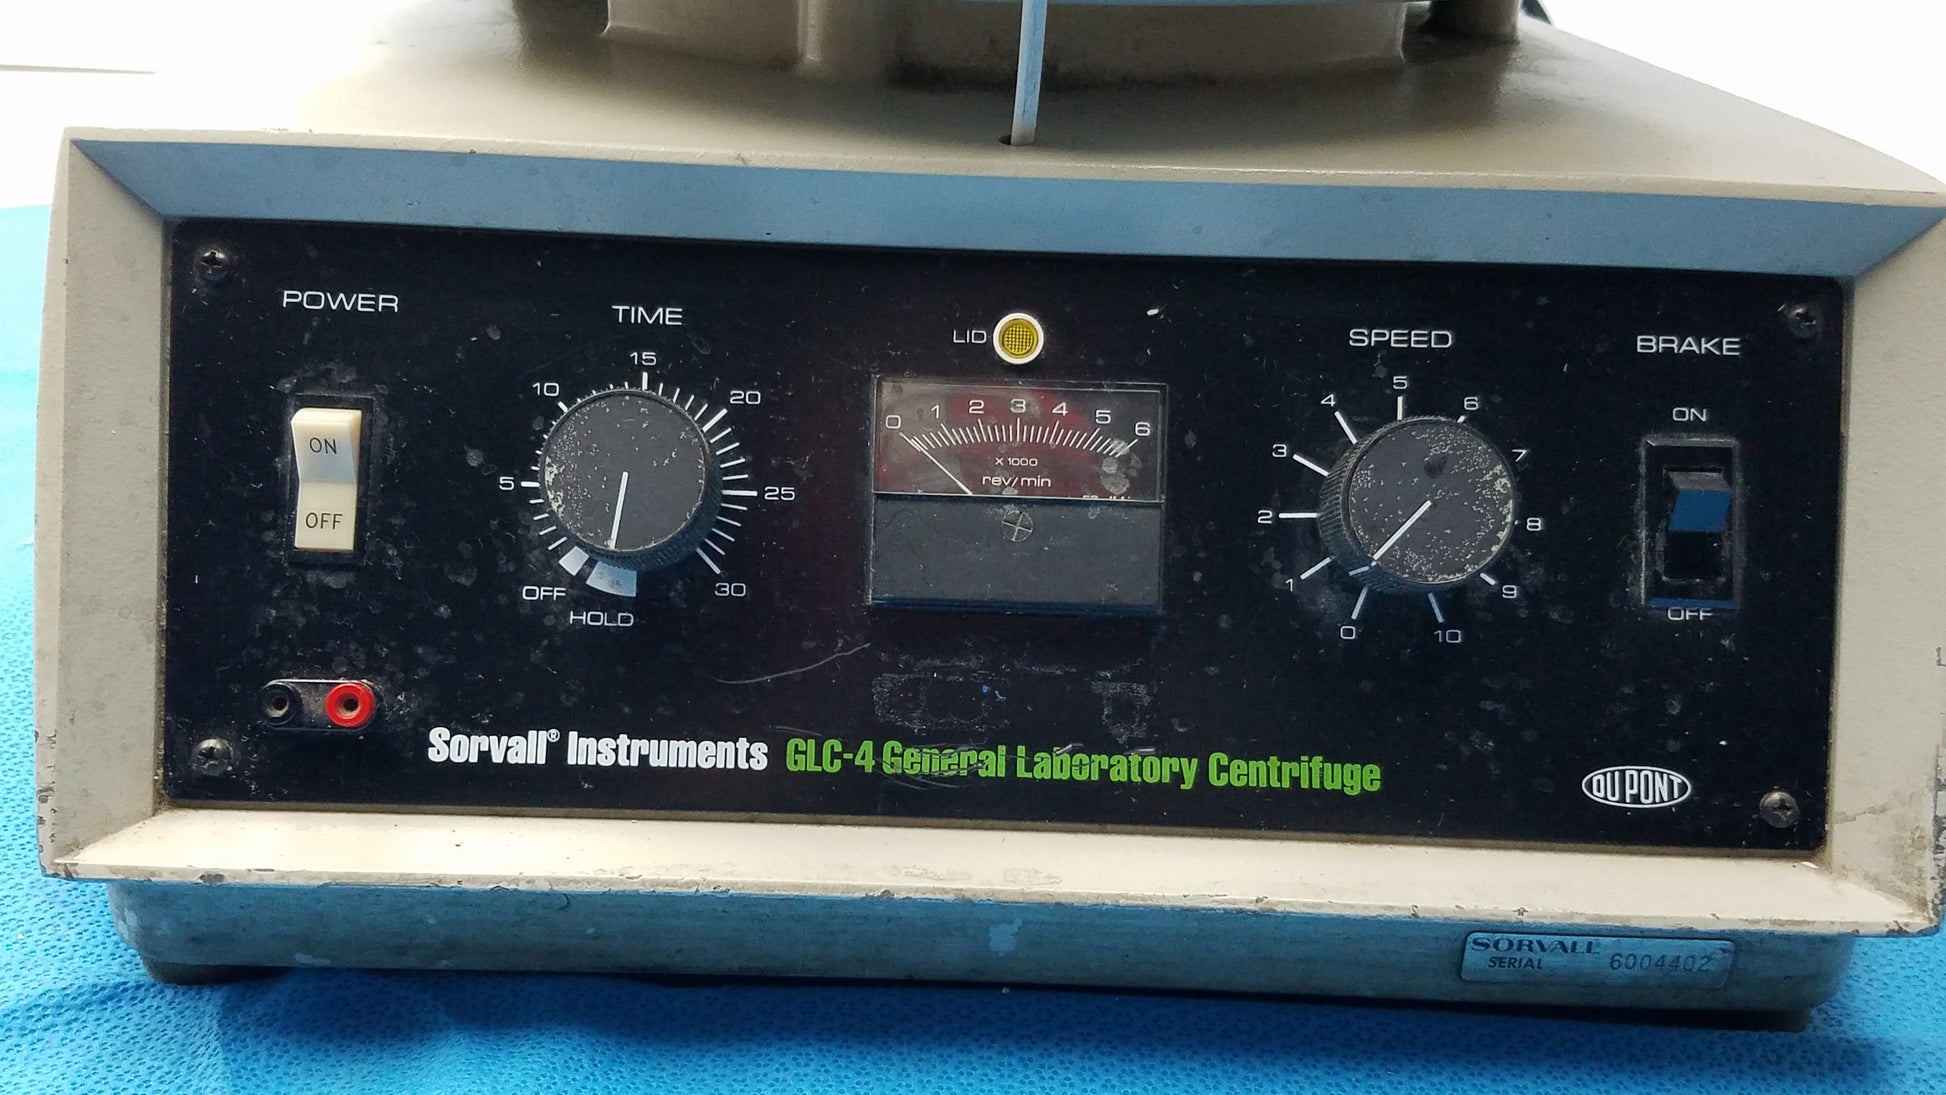 POWER
ON
OFF
TIME
5
10
15
20
25
30
OFF
HOLD
LID
0 1 2 3 4 5 6
X 1000
rev/min
SPEED
0
1
2
3
4
5
6
7
8
9
10
BRAKE
ON
OFF
Sorvall® Instruments GLC-4 General Laboratory Centrifuge
DU PONT
SORVALL
SERIAL 6004402